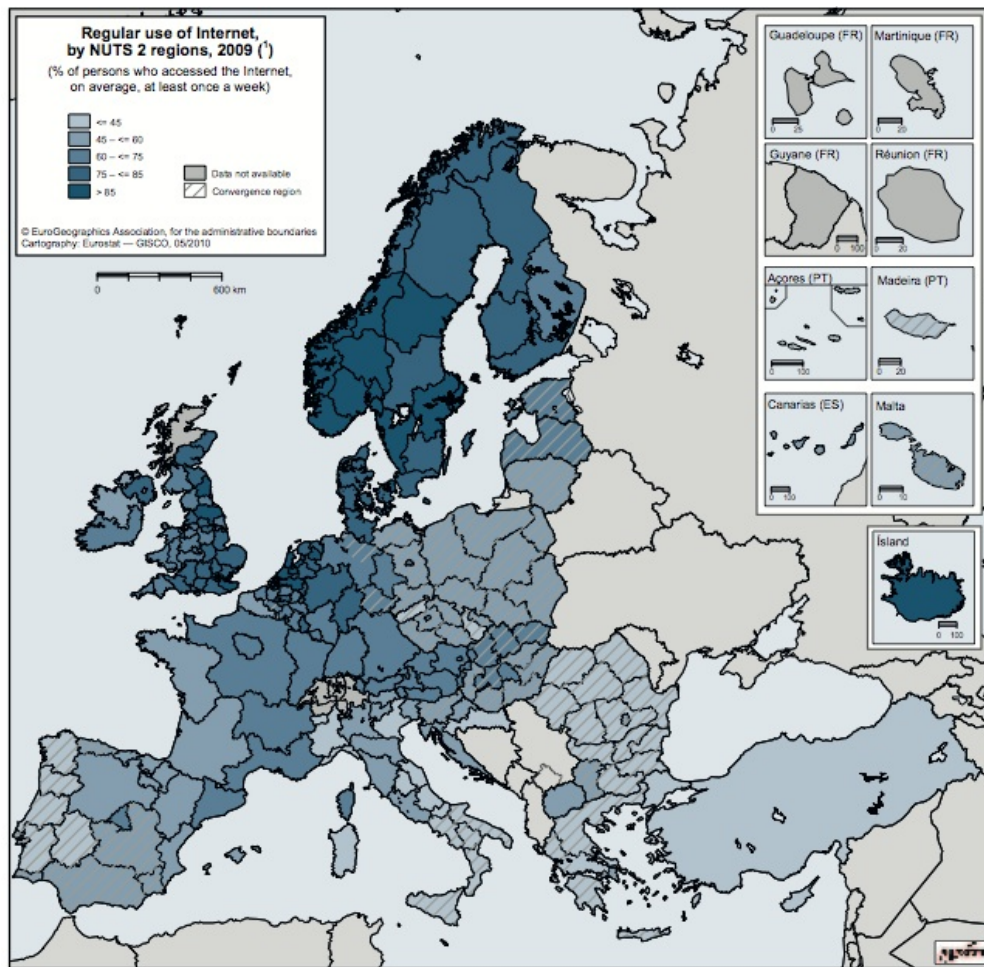 Regular use of Internet,
by NUTS 2 regions, 2009 (¹)
(% of persons who accessed the Internet,
on average, at least once a week)
<= 45
45 – <= 60
60 – <= 75
75 – <= 85
> 85
Data not available
Convergence region
© EuroGeographics Association, for the administrative boundaries
Cartography: Eurostat — GISCO, 05/2010
0 600 km
Guadeloupe (FR)
0 25
Martinique (FR)
0 20
Guyane (FR)
0 100
Réunion (FR)
0 20
Açores (PT)
0 100
Madeira (PT)
0 20
Canarias (ES)
0 100
Malta
0 10
Ísland
0 100